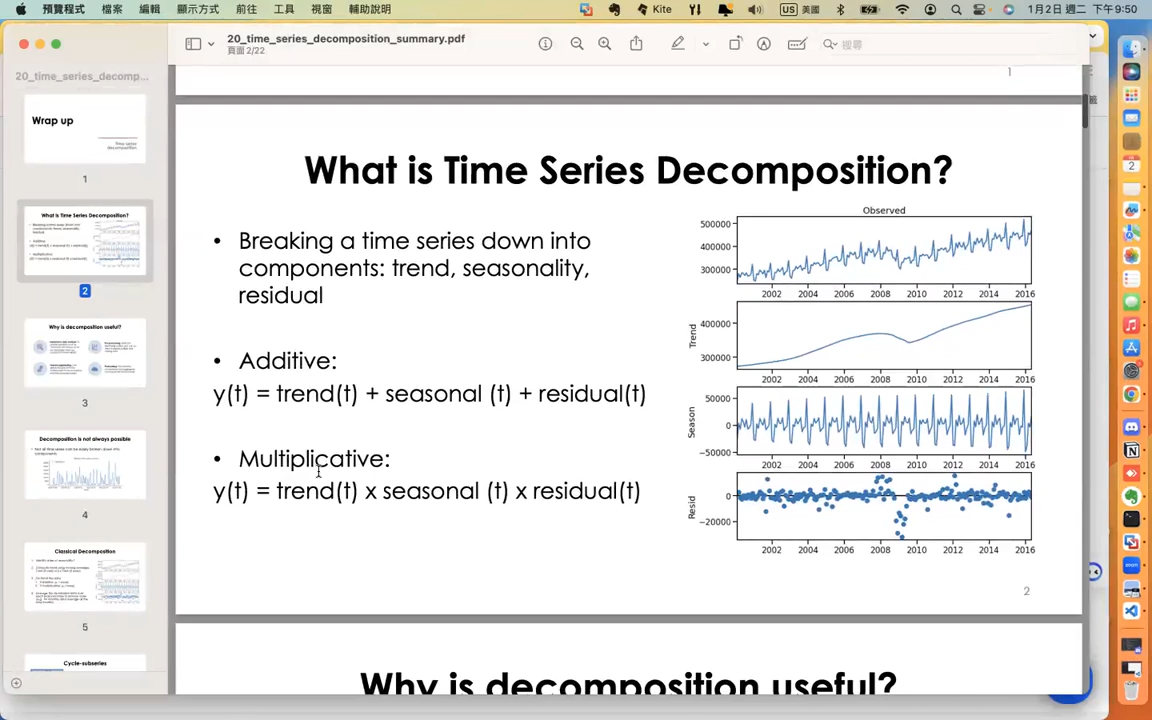 預覽程式 檔案 編輯 顯示方式 前往 工具 視窗 輔助說明 Kite US 美國 1月2日 週二 下午9:50
20_time_series_decomposition_summary.pdf
頁面 2/22
搜尋
20_time_series_decomp...
Wrap up
Time series
decomposition
1
What is Time Series Decomposition?
2
Why is decomposition useful?
3
Decomposition is not always possible
4
Classical Decomposition
5
Cycle-subseries
1
What is Time Series Decomposition?
• Breaking a time series down into
components: trend, seasonality,
residual
• Additive:
y(t) = trend(t) + seasonal (t) + residual(t)
• Multiplicative:
y(t) = trend(t) x seasonal (t) x residual(t)
Observed
500000
400000
300000
2002 2004 2006 2008 2010 2012 2014 2016
Trend
400000
300000
2002 2004 2006 2008 2010 2012 2014 2016
Season
50000
0
−50000
2002 2004 2006 2008 2010 2012 2014 2016
Resid
0
−20000
2002 2004 2006 2008 2010 2012 2014 2016
2
Why is decomposition useful?